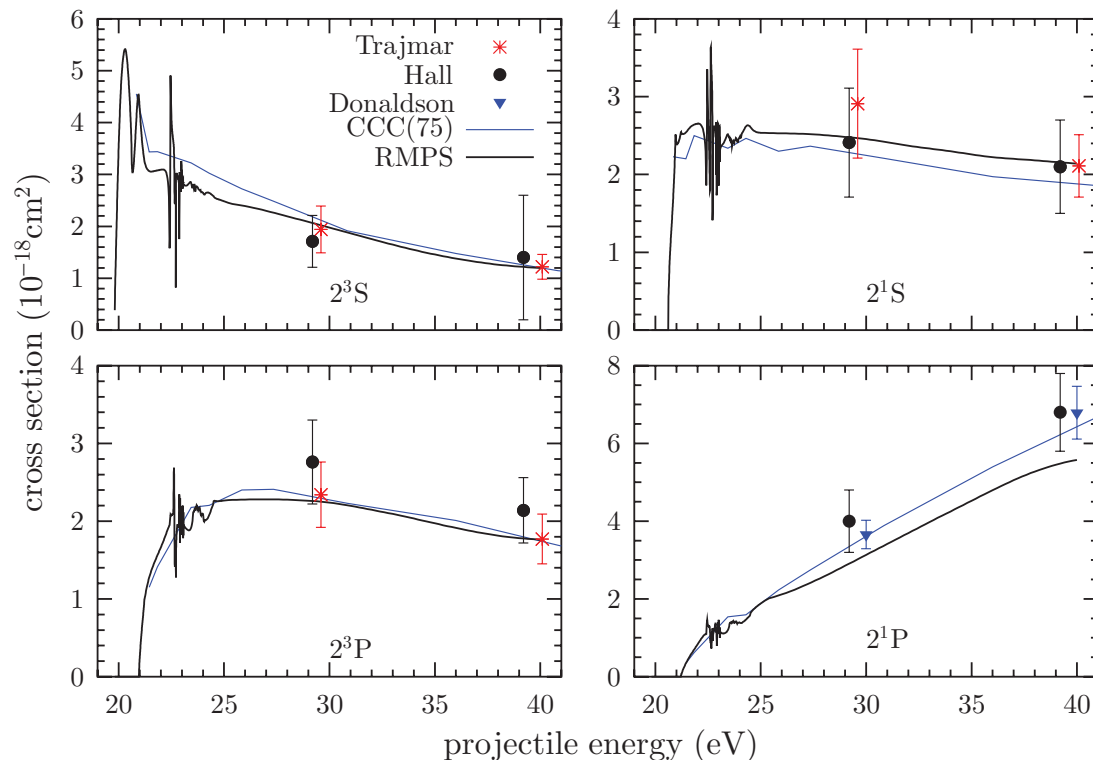 cross section (10⁻¹⁸cm²)
6
5
4
3
2
1
0
Trajmar
Hall
Donaldson
CCC(75)
RMPS
2³S
4
3
2
1
0
2¹S
4
3
2
1
0
2³P
20 25 30 35 40
8
6
4
2
0
2¹P
20 25 30 35 40
projectile energy (eV)